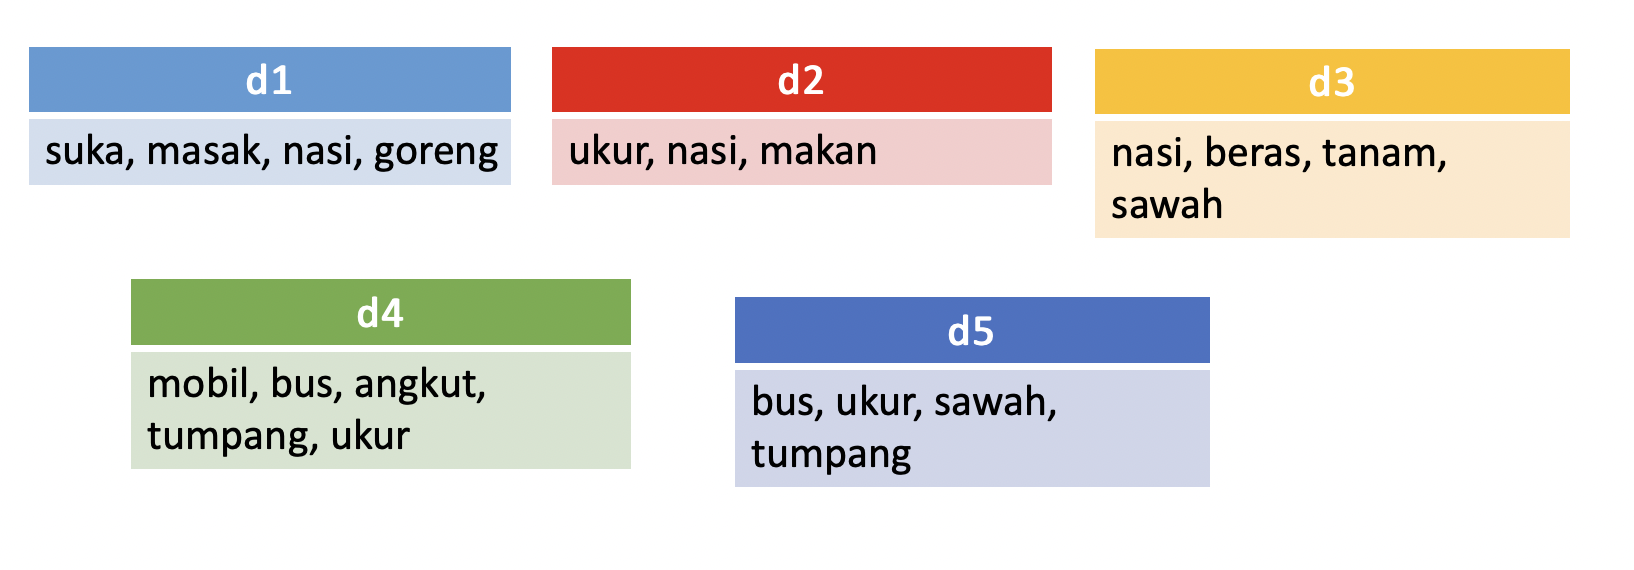 d1
suka, masak, nasi, goreng
d2
ukur, nasi, makan
d3
nasi, beras, tanam,
sawah
d4
mobil, bus, angkut,
tumpang, ukur
d5
bus, ukur, sawah,
tumpang